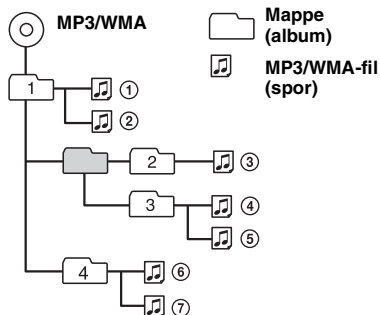 MP3/WMA
Mappe
(album)
MP3/WMA-fil
(spor)
1
①
②
2
③
3
④
⑤
4
⑥
⑦